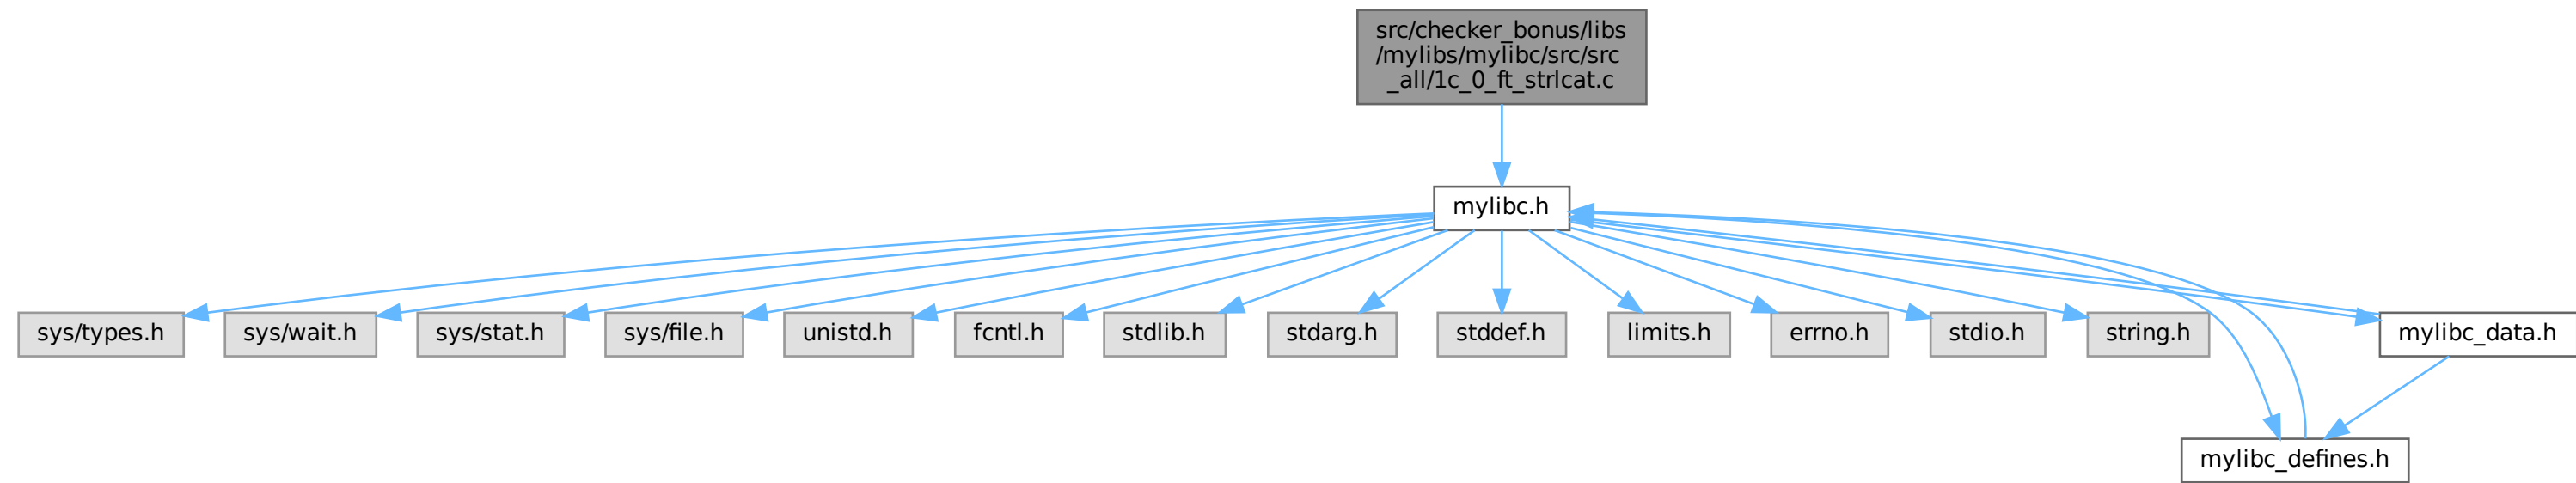 src/checker_bonus/libs
/mylibs/mylibc/src/src
_all/1c_0_ft_strlcat.c
mylibc.h
sys/types.h
sys/wait.h
sys/stat.h
sys/file.h
unistd.h
fcntl.h
stdlib.h
stdarg.h
stddef.h
limits.h
errno.h
stdio.h
string.h
mylibc_data.h
mylibc_defines.h